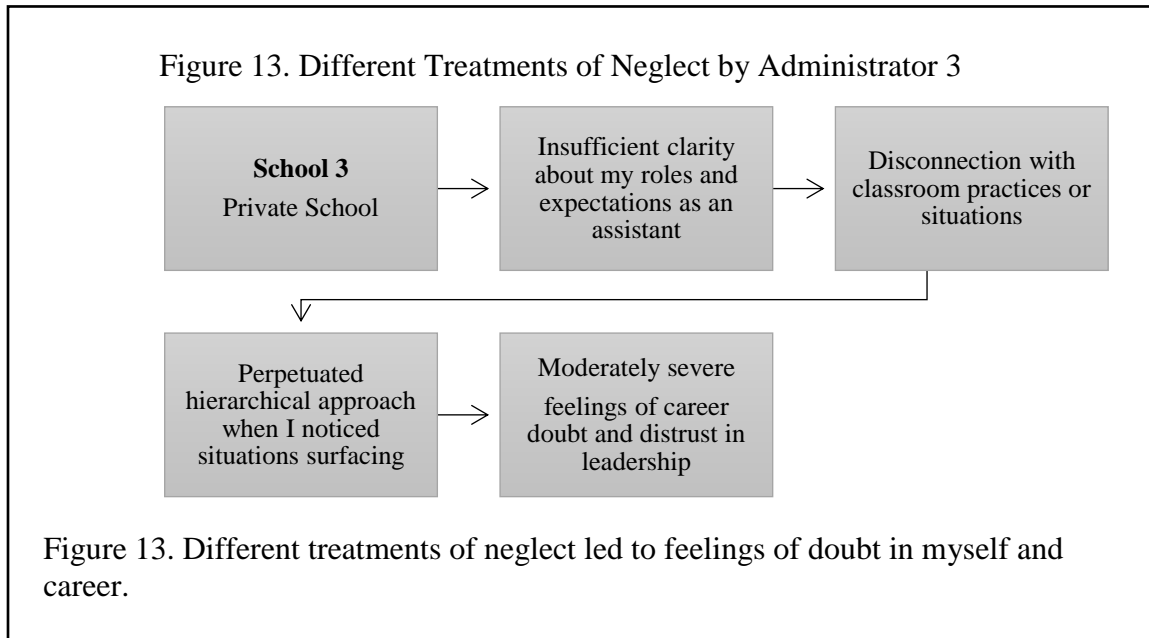 Figure 13. Different Treatments of Neglect by Administrator 3
School 3
Private School
Insufficient clarity
about my roles and
expectations as an
assistant
Disconnection with
classroom practices or
situations
Perpetuated
hierarchical approach
when I noticed
situations surfacing
Moderately severe
feelings of career
doubt and distrust in
leadership
Figure 13. Different treatments of neglect led to feelings of doubt in myself and
career.